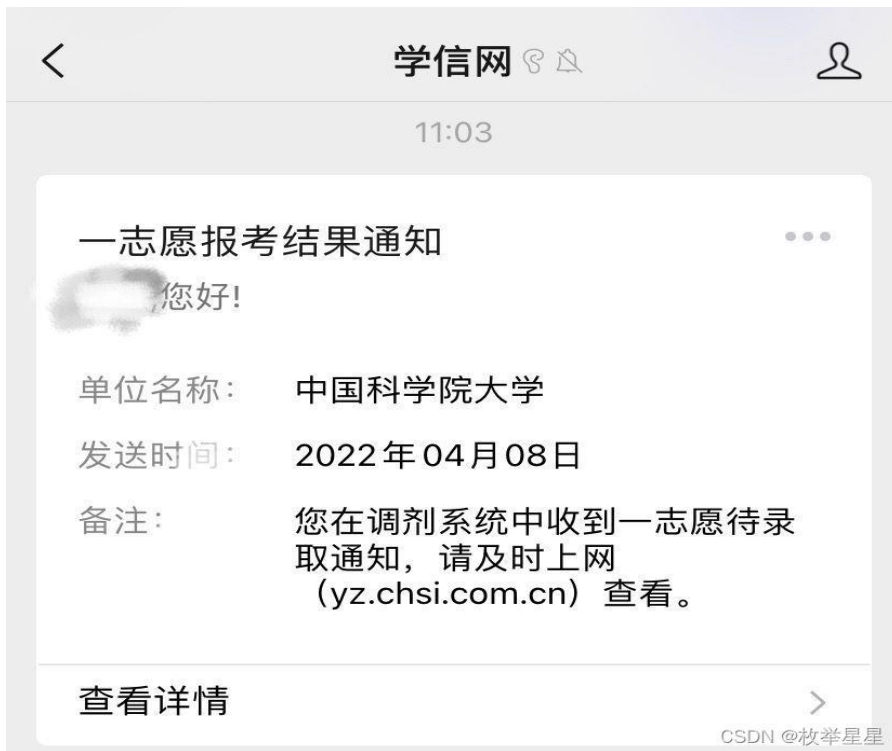 学信网
11:03
一志愿报考结果通知
,您好!
单位名称： 中国科学院大学
发送时间： 2022年04月08日
备注： 您在调剂系统中收到一志愿待录
取通知，请及时上网
（yz.chsi.com.cn）查看。
查看详情
CSDN @枚举星星